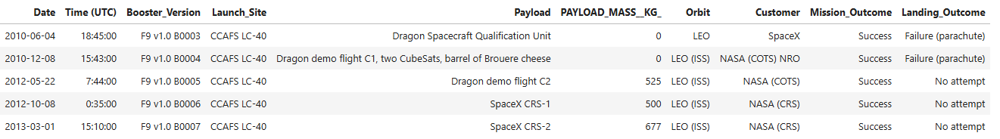 Date Time (UTC) Booster_Version Launch_Site Payload PAYLOAD_MASS__KG_ Orbit Customer Mission_Outcome Landing_Outcome
2010-06-04 18:45:00 F9 v1.0 B0003 CCAFS LC-40 Dragon Spacecraft Qualification Unit 0 LEO SpaceX Success Failure (parachute)
2010-12-08 15:43:00 F9 v1.0 B0004 CCAFS LC-40 Dragon demo flight C1, two CubeSats, barrel of Brouere cheese 0 LEO (ISS) NASA (COTS) NRO Success Failure (parachute)
2012-05-22 7:44:00 F9 v1.0 B0005 CCAFS LC-40 Dragon demo flight C2 525 LEO (ISS) NASA (COTS) Success No attempt
2012-10-08 0:35:00 F9 v1.0 B0006 CCAFS LC-40 SpaceX CRS-1 500 LEO (ISS) NASA (CRS) Success No attempt
2013-03-01 15:10:00 F9 v1.0 B0007 CCAFS LC-40 SpaceX CRS-2 677 LEO (ISS) NASA (CRS) Success No attempt